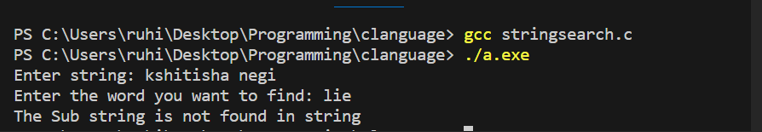 PS C:\Users\ruhi\Desktop\Programming\clanguage> gcc stringsearch.c
PS C:\Users\ruhi\Desktop\Programming\clanguage> ./a.exe
Enter string: kshitisha negi
Enter the word you want to find: lie
The Sub string is not found in string